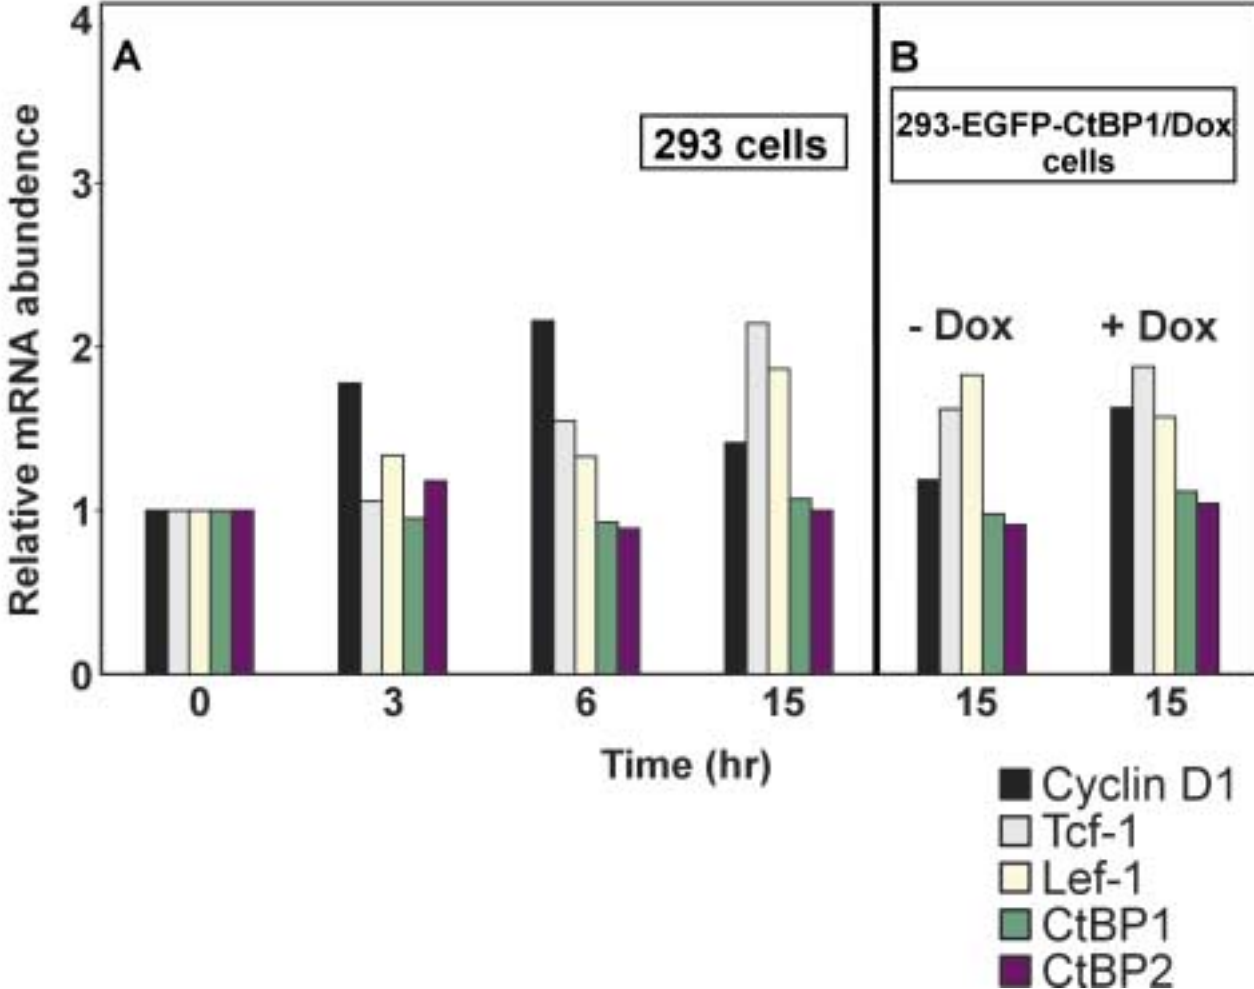 4
A
B
293 cells
293-EGFP-CtBP1/Dox
cells
3
Relative mRNA abundence
- Dox
+ Dox
2
1
0
0
3
6
15
15
15
Time (hr)
Cyclin D1
Tcf-1
Lef-1
CtBP1
CtBP2